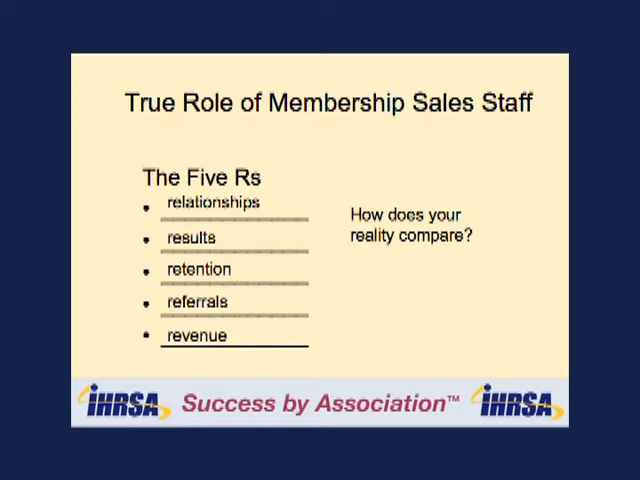 True Role of Membership Sales Staff
The Five Rs
• relationships
• results
• retention
• referrals
• revenue
How does your
reality compare?
iHRSA Success by Association™ iHRSA